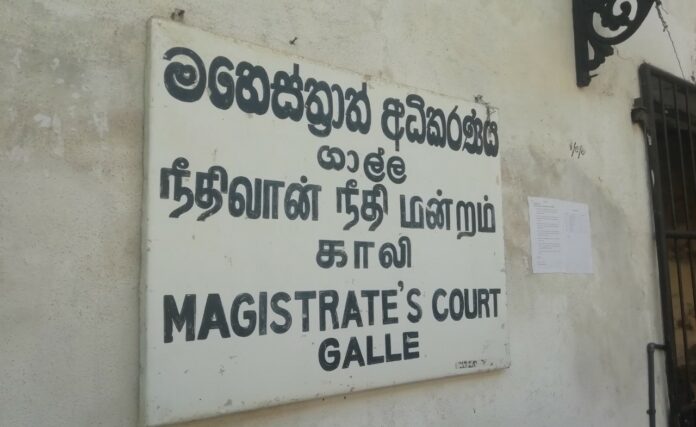 මහෙස්ත්‍රාත් අධිකරණය
ගාල්ල
நீதிவான் நீதி மன்றம்
காலி
MAGISTRATE'S COURT
GALLE